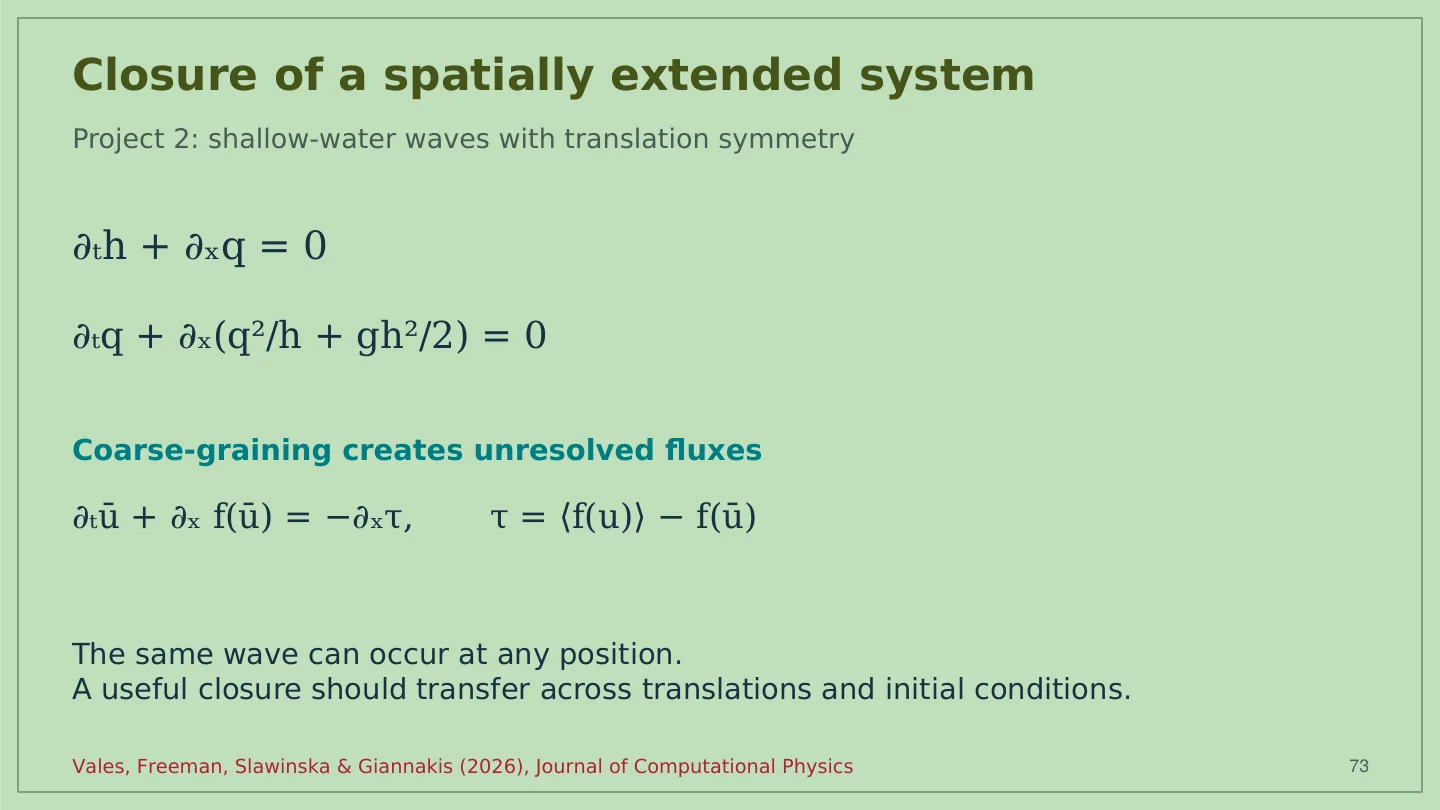 Closure of a spatially extended system
Project 2: shallow-water waves with translation symmetry
∂ₜh + ∂ₓq = 0
∂ₜq + ∂ₓ(q²/h + gh²/2) = 0
Coarse-graining creates unresolved fluxes
∂ₜū + ∂ₓ f(ū) = −∂ₓτ,  τ = ⟨f(u)⟩ − f(ū)
The same wave can occur at any position.
A useful closure should transfer across translations and initial conditions.
Vales, Freeman, Slawinska & Giannakis (2026), Journal of Computational Physics
73